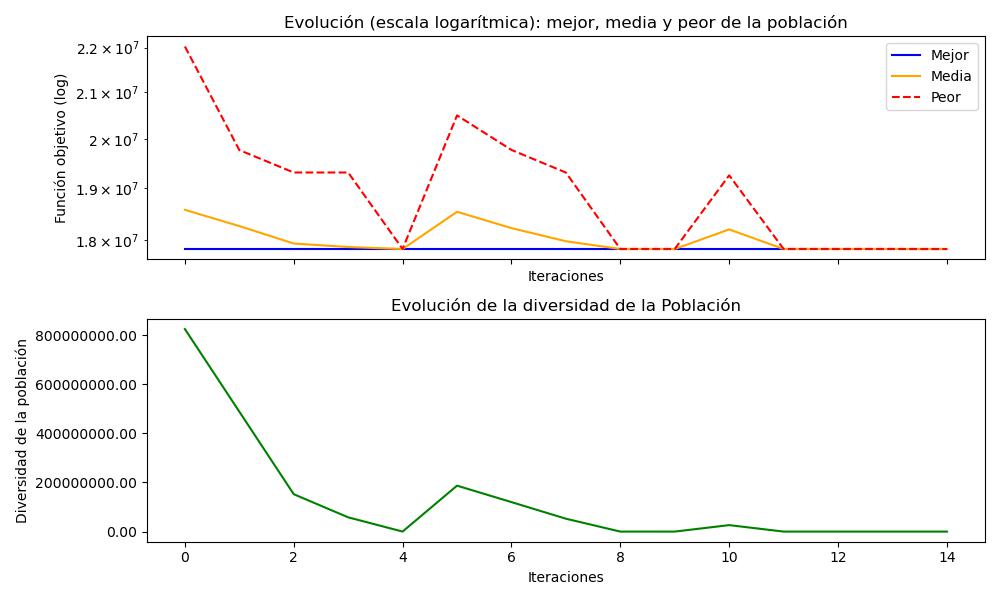 Evolución (escala logarítmica): mejor, media y peor de la población
Función objetivo (log)
2.2 × 10⁷
2.1 × 10⁷
2 × 10⁷
1.9 × 10⁷
1.8 × 10⁷
Mejor
Media
Peor
Iteraciones
Evolución de la diversidad de la Población
Diversidad de la población
800000000.00
600000000.00
400000000.00
200000000.00
0.00
0 2 4 6 8 10 12 14
Iteraciones